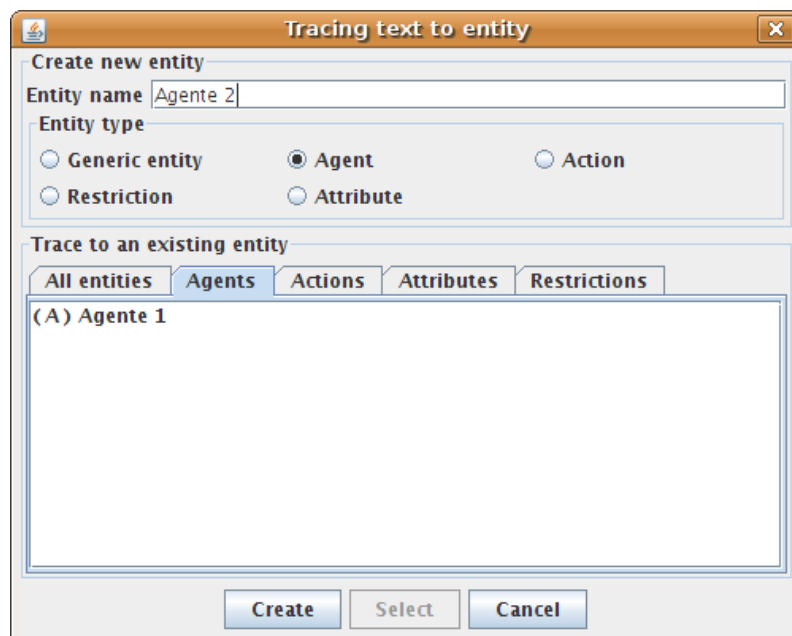 Tracing text to entity
Create new entity
Entity name Agente 2
Entity type
Generic entity Agent Action
Restriction Attribute
Trace to an existing entity
All entities Agents Actions Attributes Restrictions
(A) Agente 1
Create Select Cancel